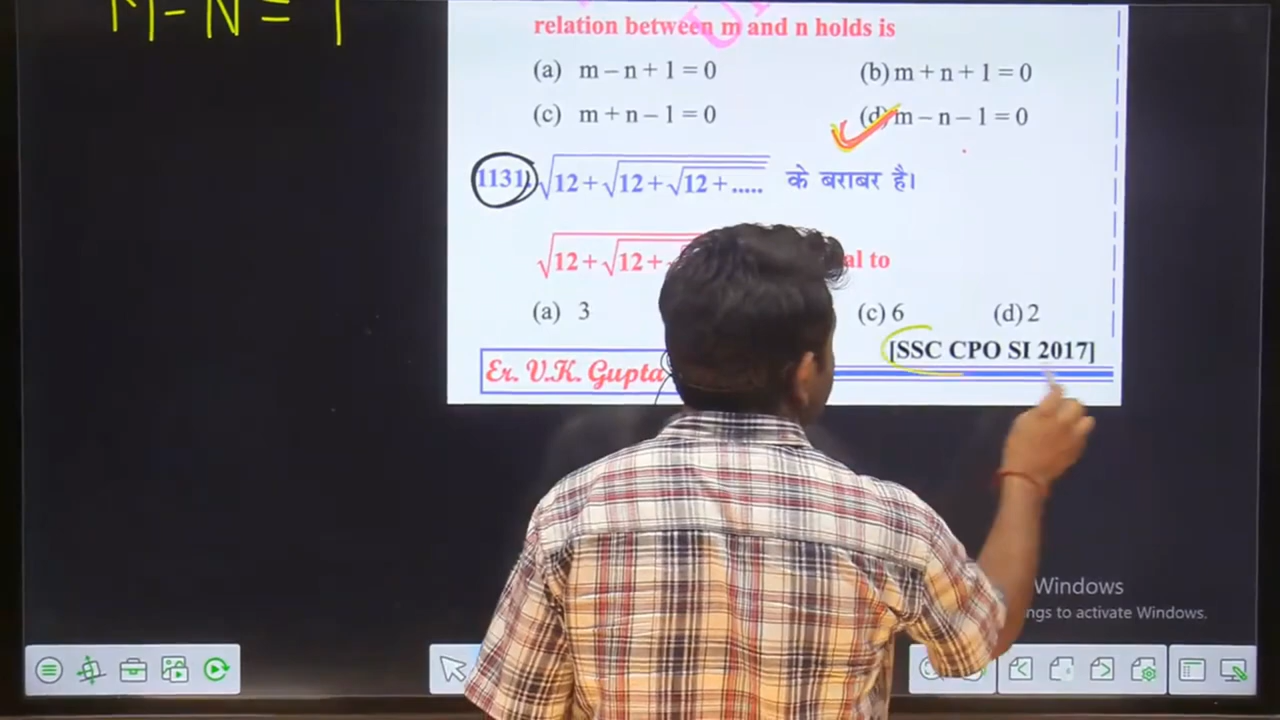 M - N = 1
relation between m and n holds is
(a) m – n + 1 = 0 (b) m + n + 1 = 0
(c) m + n – 1 = 0 (d) m – n – 1 = 0
1131. √12 + √12 + √12 + ..... के बराबर है।
√12 + √12 + al to
(a) 3 (c) 6 (d) 2
[SSC CPO SI 2017]
Er. V.K. Gupta
Windows
ngs to activate Windows.